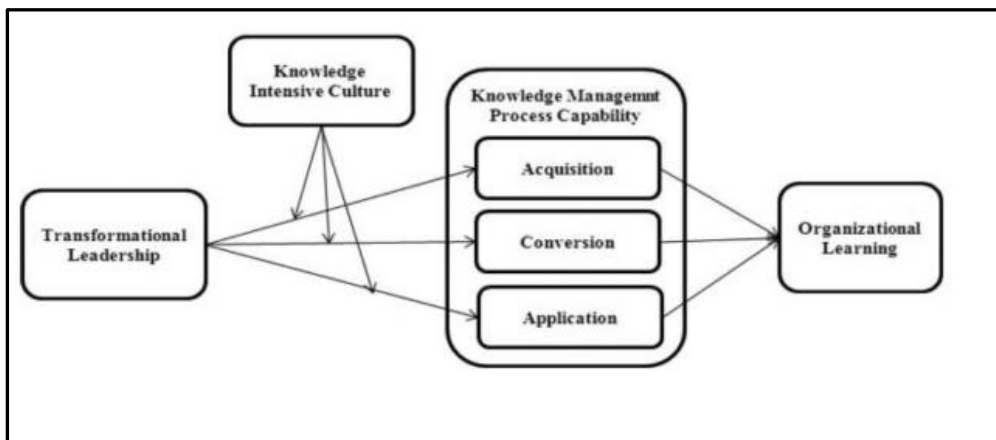 Knowledge
Intensive Culture
Knowledge Managemnt
Process Capability
Acquisition
Transformational
Leadership
Conversion
Organizational
Learning
Application